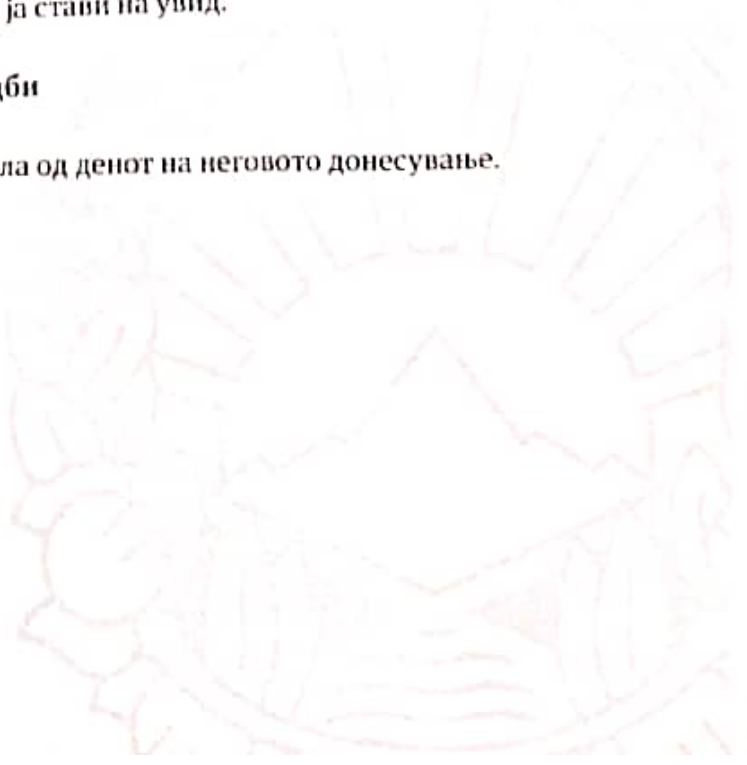 ја стави на увид.
дби
ла од денот на неговото донесување.